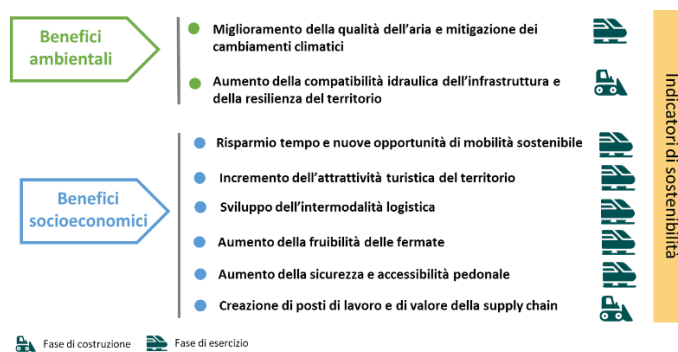 Benefici
ambientali
Miglioramento della qualità dell'aria e mitigazione dei
cambiamenti climatici
Aumento della compatibilità idraulica dell'infrastruttura e
della resilienza del territorio
Benefici
socioeconomici
Risparmio tempo e nuove opportunità di mobilità sostenibile
Incremento dell'attrattività turistica del territorio
Sviluppo dell'intermodalità logistica
Aumento della fruibilità delle fermate
Aumento della sicurezza e accessibilità pedonale
Creazione di posti di lavoro e di valore della supply chain
Indicatori di sostenibilità
Fase di costruzione
Fase di esercizio